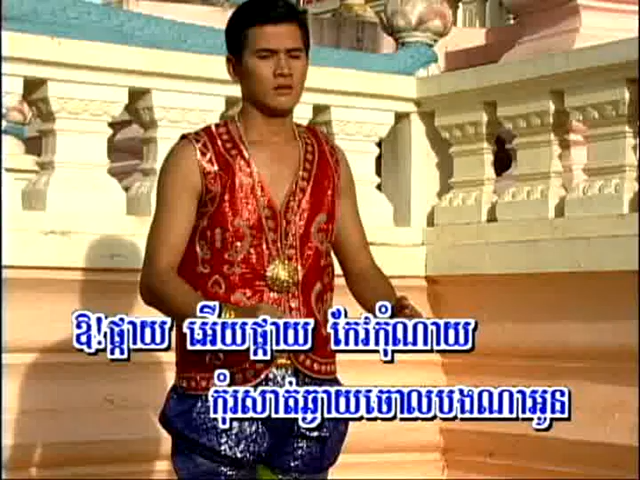 ឱ!ផ្កាយ អើយផ្កាយ កែវកុំណាយ
កុំរសាត់ឆ្ងាយចោលបងណាអូន